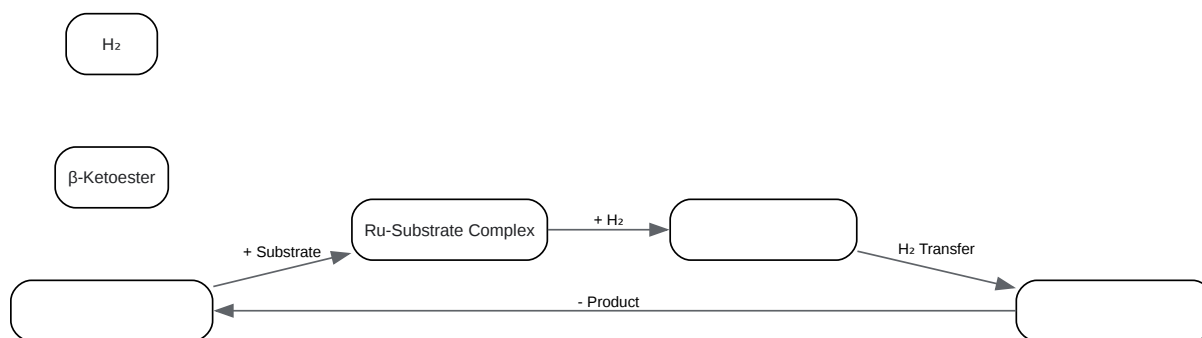 H₂
β-Ketoester
+ Substrate
Ru-Substrate Complex
+ H₂
H₂ Transfer
- Product